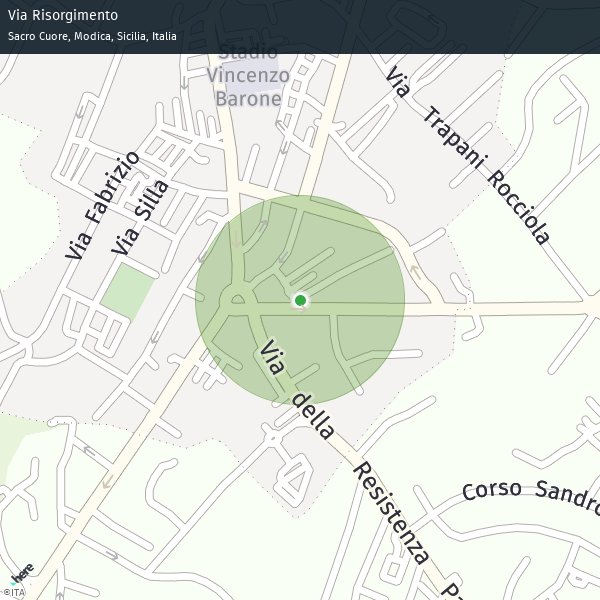 Via Risorgimento
Sacro Cuore, Modica, Sicilia, Italia
Stadio
Vincenzo
Barone
Via Trapani Rocciola
Via Fabrizio
Via Silla
Via della Resistenza
Corso Sandro
here
©ITA